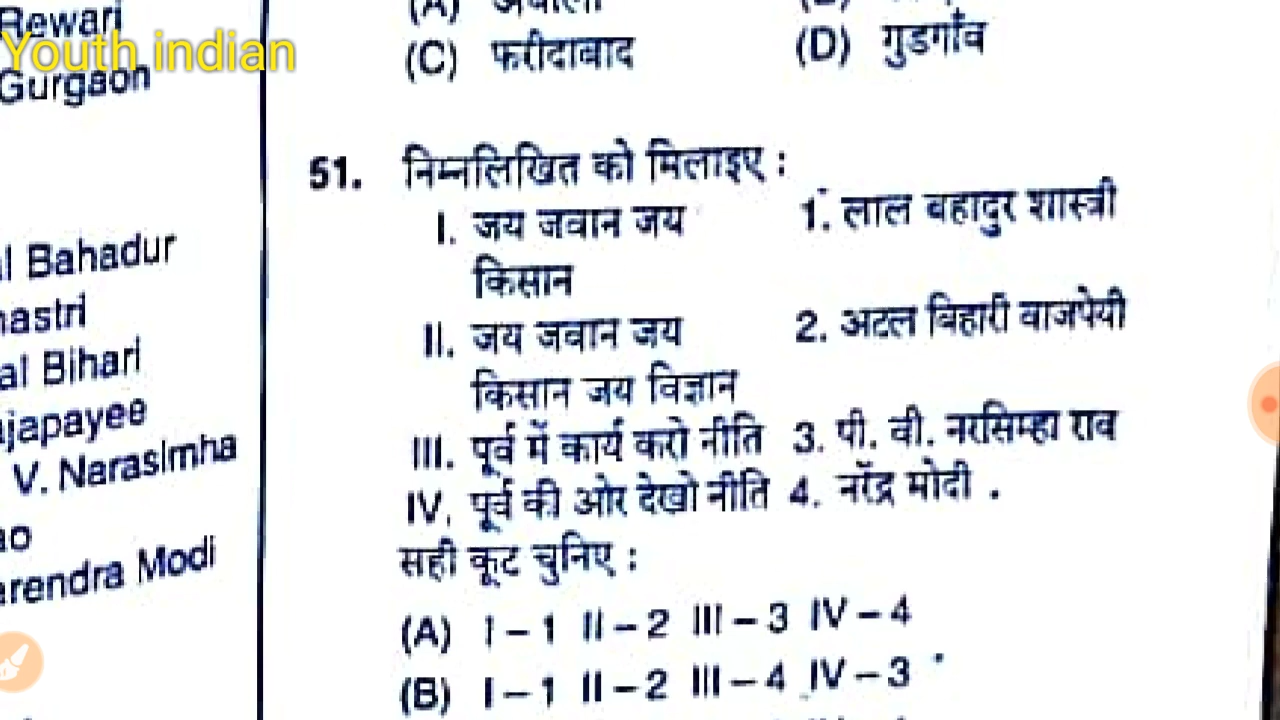 Rewari
Youth indian
Gurgaon
l Bahadur
astri
al Bihari
japayee
V. Narasimha
ao
arendra Modi
(C) फरीदाबाद (D) गुडगाँव
51. निम्नलिखित को मिलाइए :
I. जय जवान जय 1. लाल बहादुर शास्त्री
किसान
II. जय जवान जय 2. अटल बिहारी वाजपेयी
किसान जय विज्ञान
III. पूर्व में कार्य करो नीति 3. पी. वी. नरसिम्हा राव
IV. पूर्व की ओर देखो नीति 4. नरेंद्र मोदी .
सही कूट चुनिए :
(A) I – 1 II – 2 III – 3 IV – 4
(B) I – 1 II – 2 III – 4 IV – 3